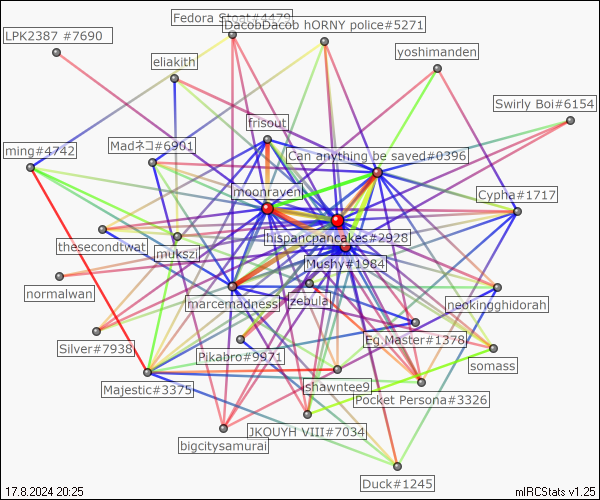 Fedora Stoat#4479
DacobDacob hORNY police#5271
LPK2387 #7690
yoshimanden
eliakith
Swirly Boi#6154
frisout
Madネコ#6901
ming#4742
Can anything be saved#0396
moonraven
Cypha#1717
hispancpancakes#2928
thesecondtwat
mukszi
Mushy#1984
normalwan
marcemadness
zebula
neokingghidorah
Eg.Master#1378
Silver#7938
Pikabro#9971
somass
Majestic#3375
shawntee9
Pocket Persona#3326
JKOUYH VIII#7034
bigcitysamurai
Duck#1245
17.8.2024 20:25
mIRCStats v1.25